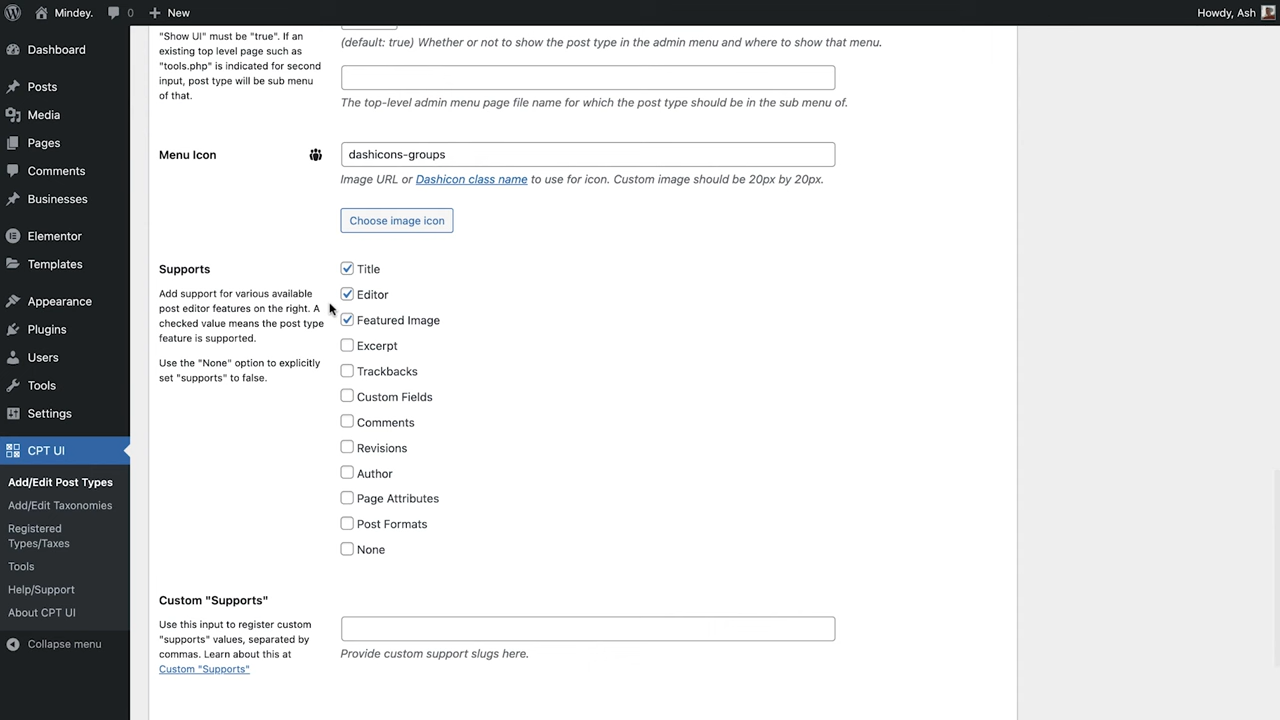 Mindey.
0
New
Howdy, Ash
Dashboard
Posts
Media
Pages
Comments
Businesses
Elementor
Templates
Appearance
Plugins
Users
Tools
Settings
CPT UI
Add/Edit Post Types
Add/Edit Taxonomies
Registered
Types/Taxes
Tools
Help/Support
About CPT UI
Collapse menu
"Show UI" must be "true". If an
existing top level page such as
"tools.php" is indicated for second
input, post type will be sub menu
of that.
(default: true) Whether or not to show the post type in the admin menu and where to show that menu.
The top-level admin menu page file name for which the post type should be in the sub menu of.
Menu Icon
dashicons-groups
Image URL or Dashicon class name to use for icon. Custom image should be 20px by 20px.
Choose image icon
Supports
Add support for various available
post editor features on the right. A
checked value means the post type
feature is supported.
Use the "None" option to explicitly
set "supports" to false.
Title
Editor
Featured Image
Excerpt
Trackbacks
Custom Fields
Comments
Revisions
Author
Page Attributes
Post Formats
None
Custom "Supports"
Use this input to register custom
"supports" values, separated by
commas. Learn about this at
Custom "Supports"
Provide custom support slugs here.